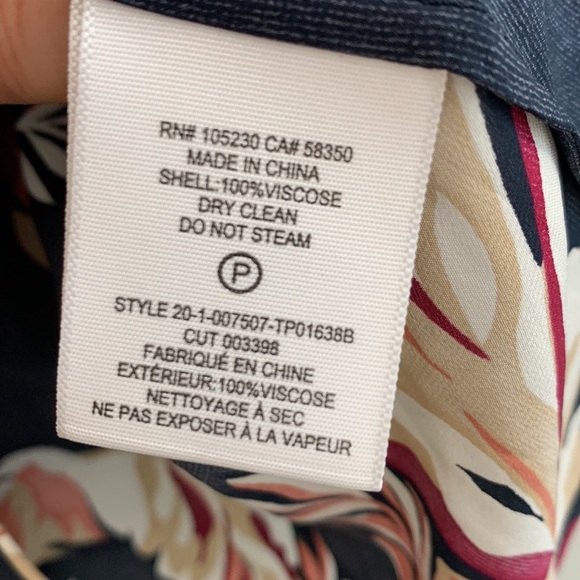 RN# 105230 CA# 58350
MADE IN CHINA
SHELL:100%VISCOSE
DRY CLEAN
DO NOT STEAM
P
STYLE 20-1-007507-TP01638B
CUT 003398
FABRIQUÉ EN CHINE
EXTÉRIEUR:100%VISCOSE
NETTOYAGE À SEC
NE PAS EXPOSER À LA VAPEUR